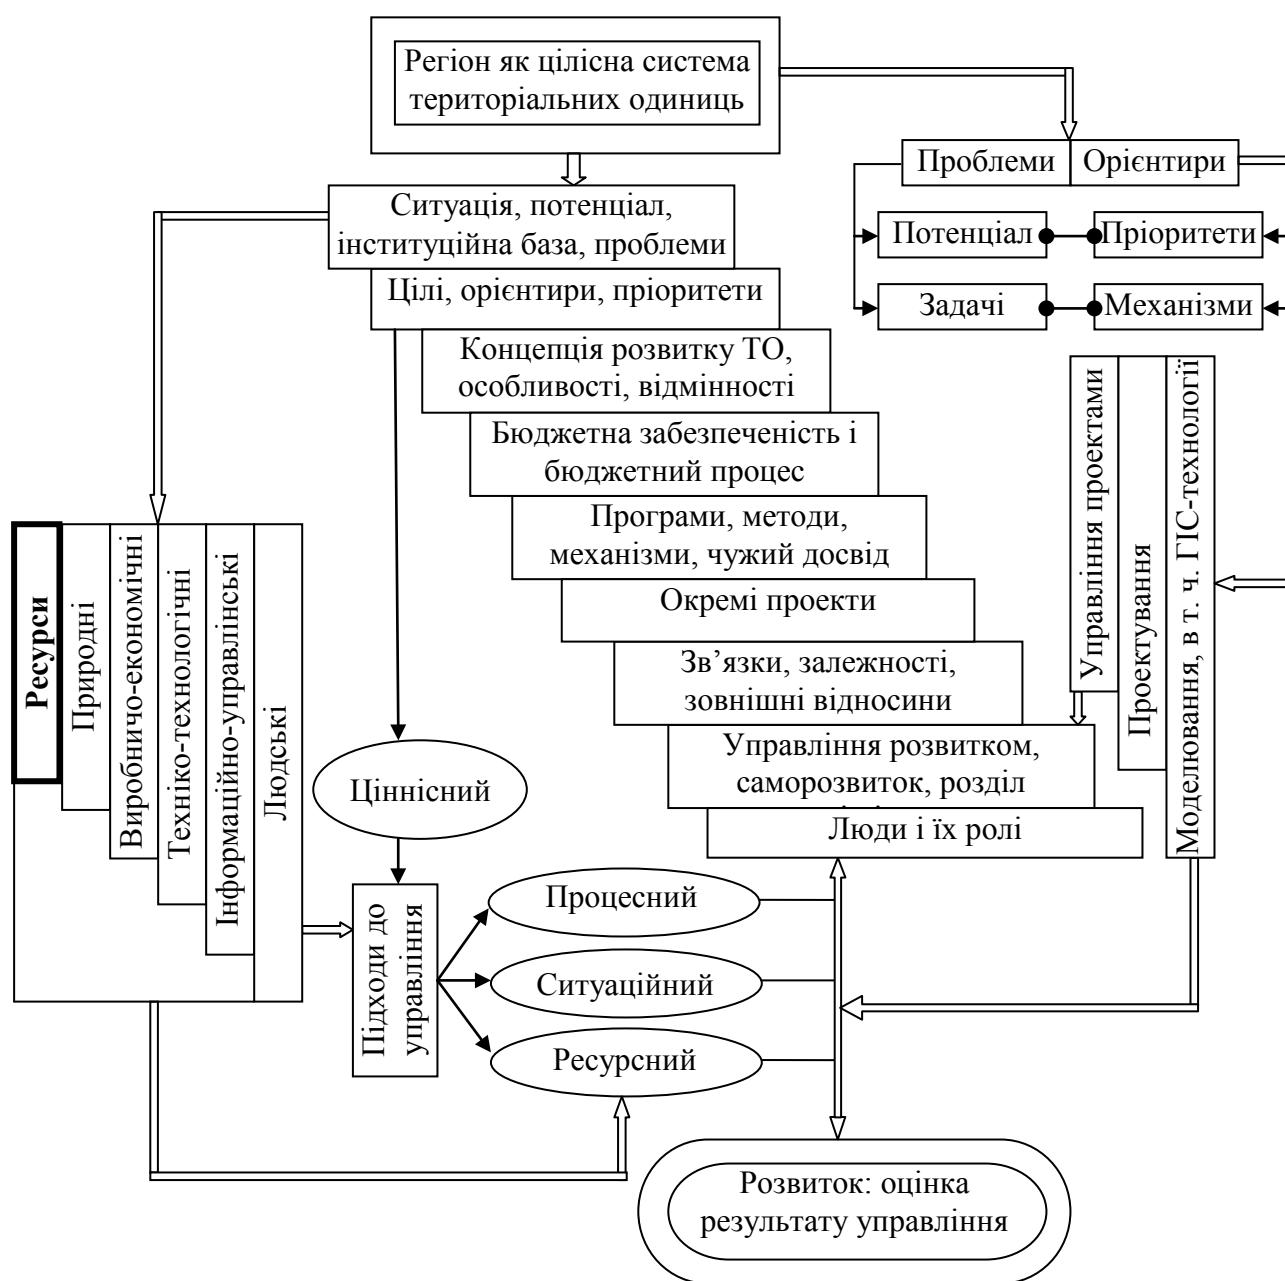 Регіон як цілісна система
територіальних одиниць
Проблеми
Орієнтири
Ситуація, потенціал,
інституційна база, проблеми
Потенціал
Пріоритети
Цілі, орієнтири, пріоритети
Задачі
Механізми
Концепція розвитку ТО,
особливості, відмінності
Бюджетна забезпеченість і
бюджетний процес
Програми, методи,
механізми, чужий досвід
Окремі проекти
Зв’язки, залежності,
зовнішні відносини
Управління розвитком,
саморозвиток, розділ
Люди і їх ролі
Управління проектами
Проектування
Моделювання, в т. ч. ГІС-технології
Ресурси
Природні
Виробничо-економічні
Техніко-технологічні
Інформаційно-управлінські
Людські
Ціннісний
Підходи до
управління
Процесний
Ситуаційний
Ресурсний
Розвиток: оцінка
результату управління